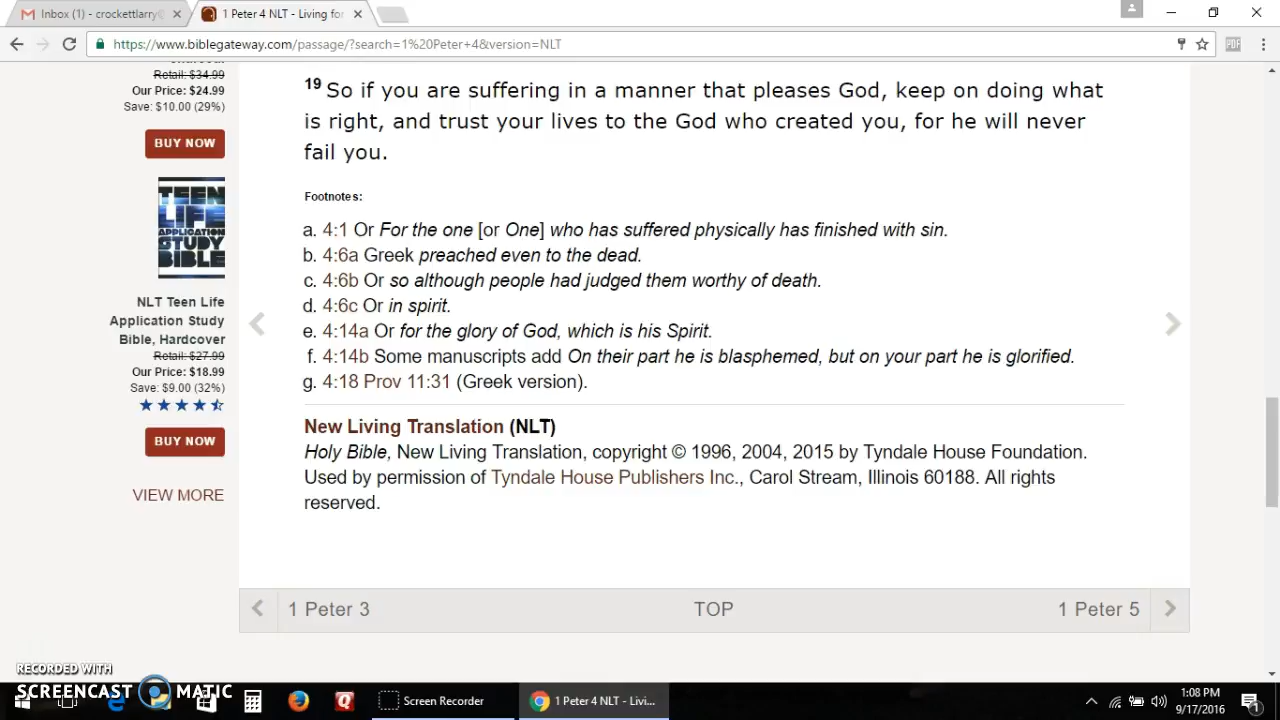 Inbox (1) - crockettlarry@
1 Peter 4 NLT - Living for
https://www.biblegateway.com/passage/?search=1%20Peter+4&version=NLT
Retail: $34.99
Our Price: $24.99
Save: $10.00 (29%)
BUY NOW
TEEN
LIFE
APPLICATION
STUDY
BIBLE
NLT Teen Life
Application Study
Bible, Hardcover
Retail: $27.99
Our Price: $18.99
Save: $9.00 (32%)
BUY NOW
VIEW MORE
19 So if you are suffering in a manner that pleases God, keep on doing what
is right, and trust your lives to the God who created you, for he will never
fail you.
Footnotes:
a. 4:1 Or For the one [or One] who has suffered physically has finished with sin.
b. 4:6a Greek preached even to the dead.
c. 4:6b Or so although people had judged them worthy of death.
d. 4:6c Or in spirit.
e. 4:14a Or for the glory of God, which is his Spirit.
f. 4:14b Some manuscripts add On their part he is blasphemed, but on your part he is glorified.
g. 4:18 Prov 11:31 (Greek version).
New Living Translation (NLT)
Holy Bible, New Living Translation, copyright © 1996, 2004, 2015 by Tyndale House Foundation.
Used by permission of Tyndale House Publishers Inc., Carol Stream, Illinois 60188. All rights
reserved.
1 Peter 3
TOP
1 Peter 5
RECORDED WITH
SCREENCAST MATIC
Screen Recorder
1 Peter 4 NLT - Livi...
1:08 PM
9/17/2016